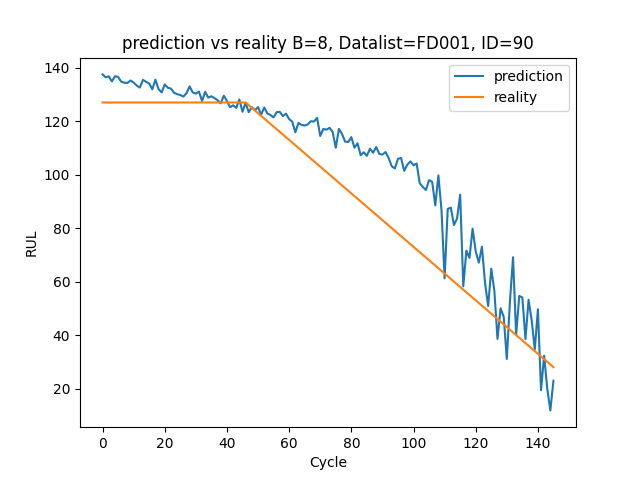 prediction vs reality B=8, Datalist=FD001, ID=90
prediction
reality
140
120
100
80
60
40
20
RUL
0 20 40 60 80 100 120 140
Cycle